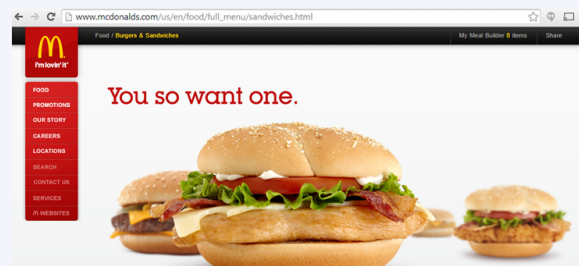 www.mcdonalds.com/us/en/food/full_menu/sandwiches.html
Food / Burgers & Sandwiches
My Meal Builder 0 items
Share
i'm lovin' it
FOOD
PROMOTIONS
OUR STORY
CAREERS
LOCATIONS
SEARCH
CONTACT US
SERVICES
WEBSITES
You so want one.